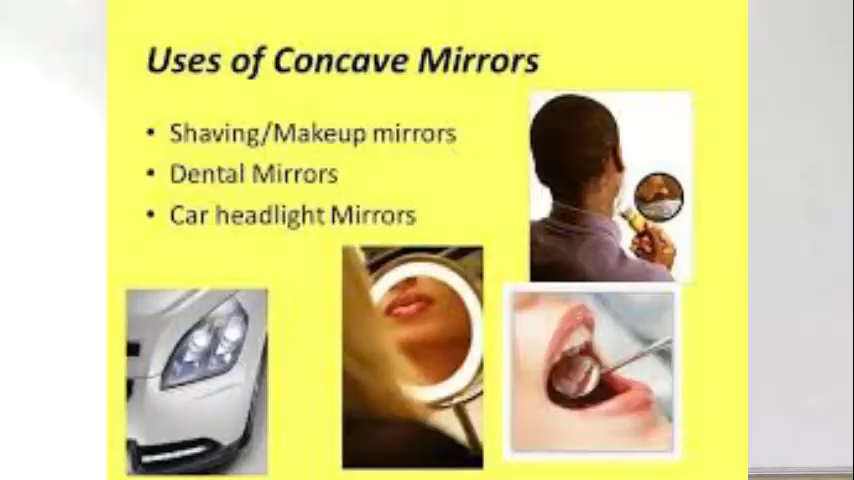 Uses of Concave Mirrors
• Shaving/Makeup mirrors
• Dental Mirrors
• Car headlight Mirrors